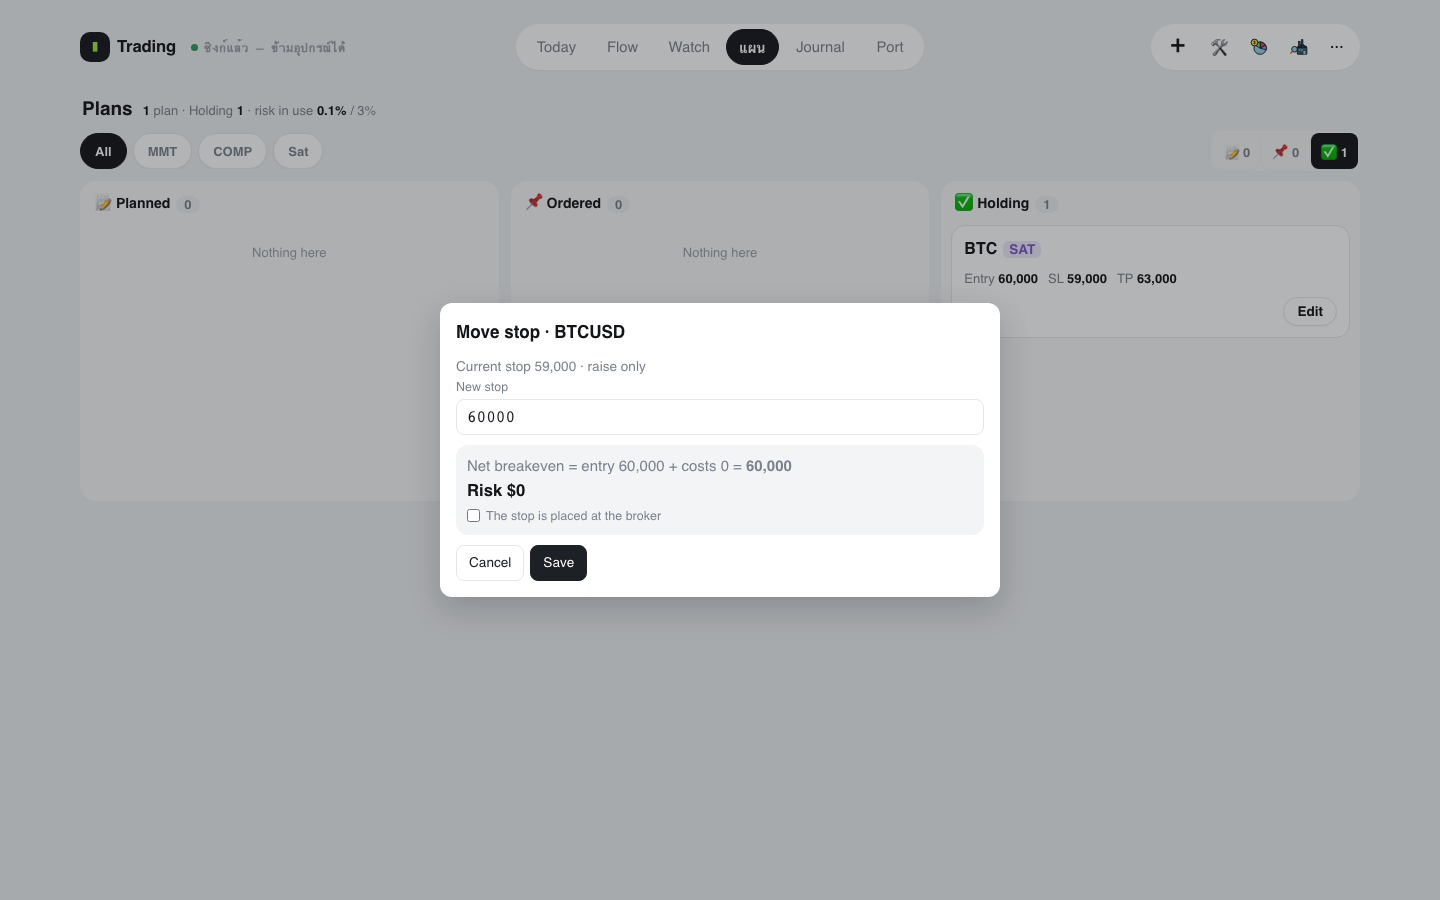 Trading
ซิงก์แล้ว — ข้ามอุปกรณ์ได้
Today Flow Watch แผน Journal Port
Plans 1 plan · Holding 1 · risk in use 0.1% / 3%
All MMT COMP Sat
0 0 1
Planned 0
Nothing here
Ordered 0
Nothing here
Holding 1
BTC SAT
Entry 60,000 SL 59,000 TP 63,000
Edit
Move stop · BTCUSD
Current stop 59,000 · raise only
New stop
60000
Net breakeven = entry 60,000 + costs 0 = 60,000
Risk $0
The stop is placed at the broker
Cancel Save